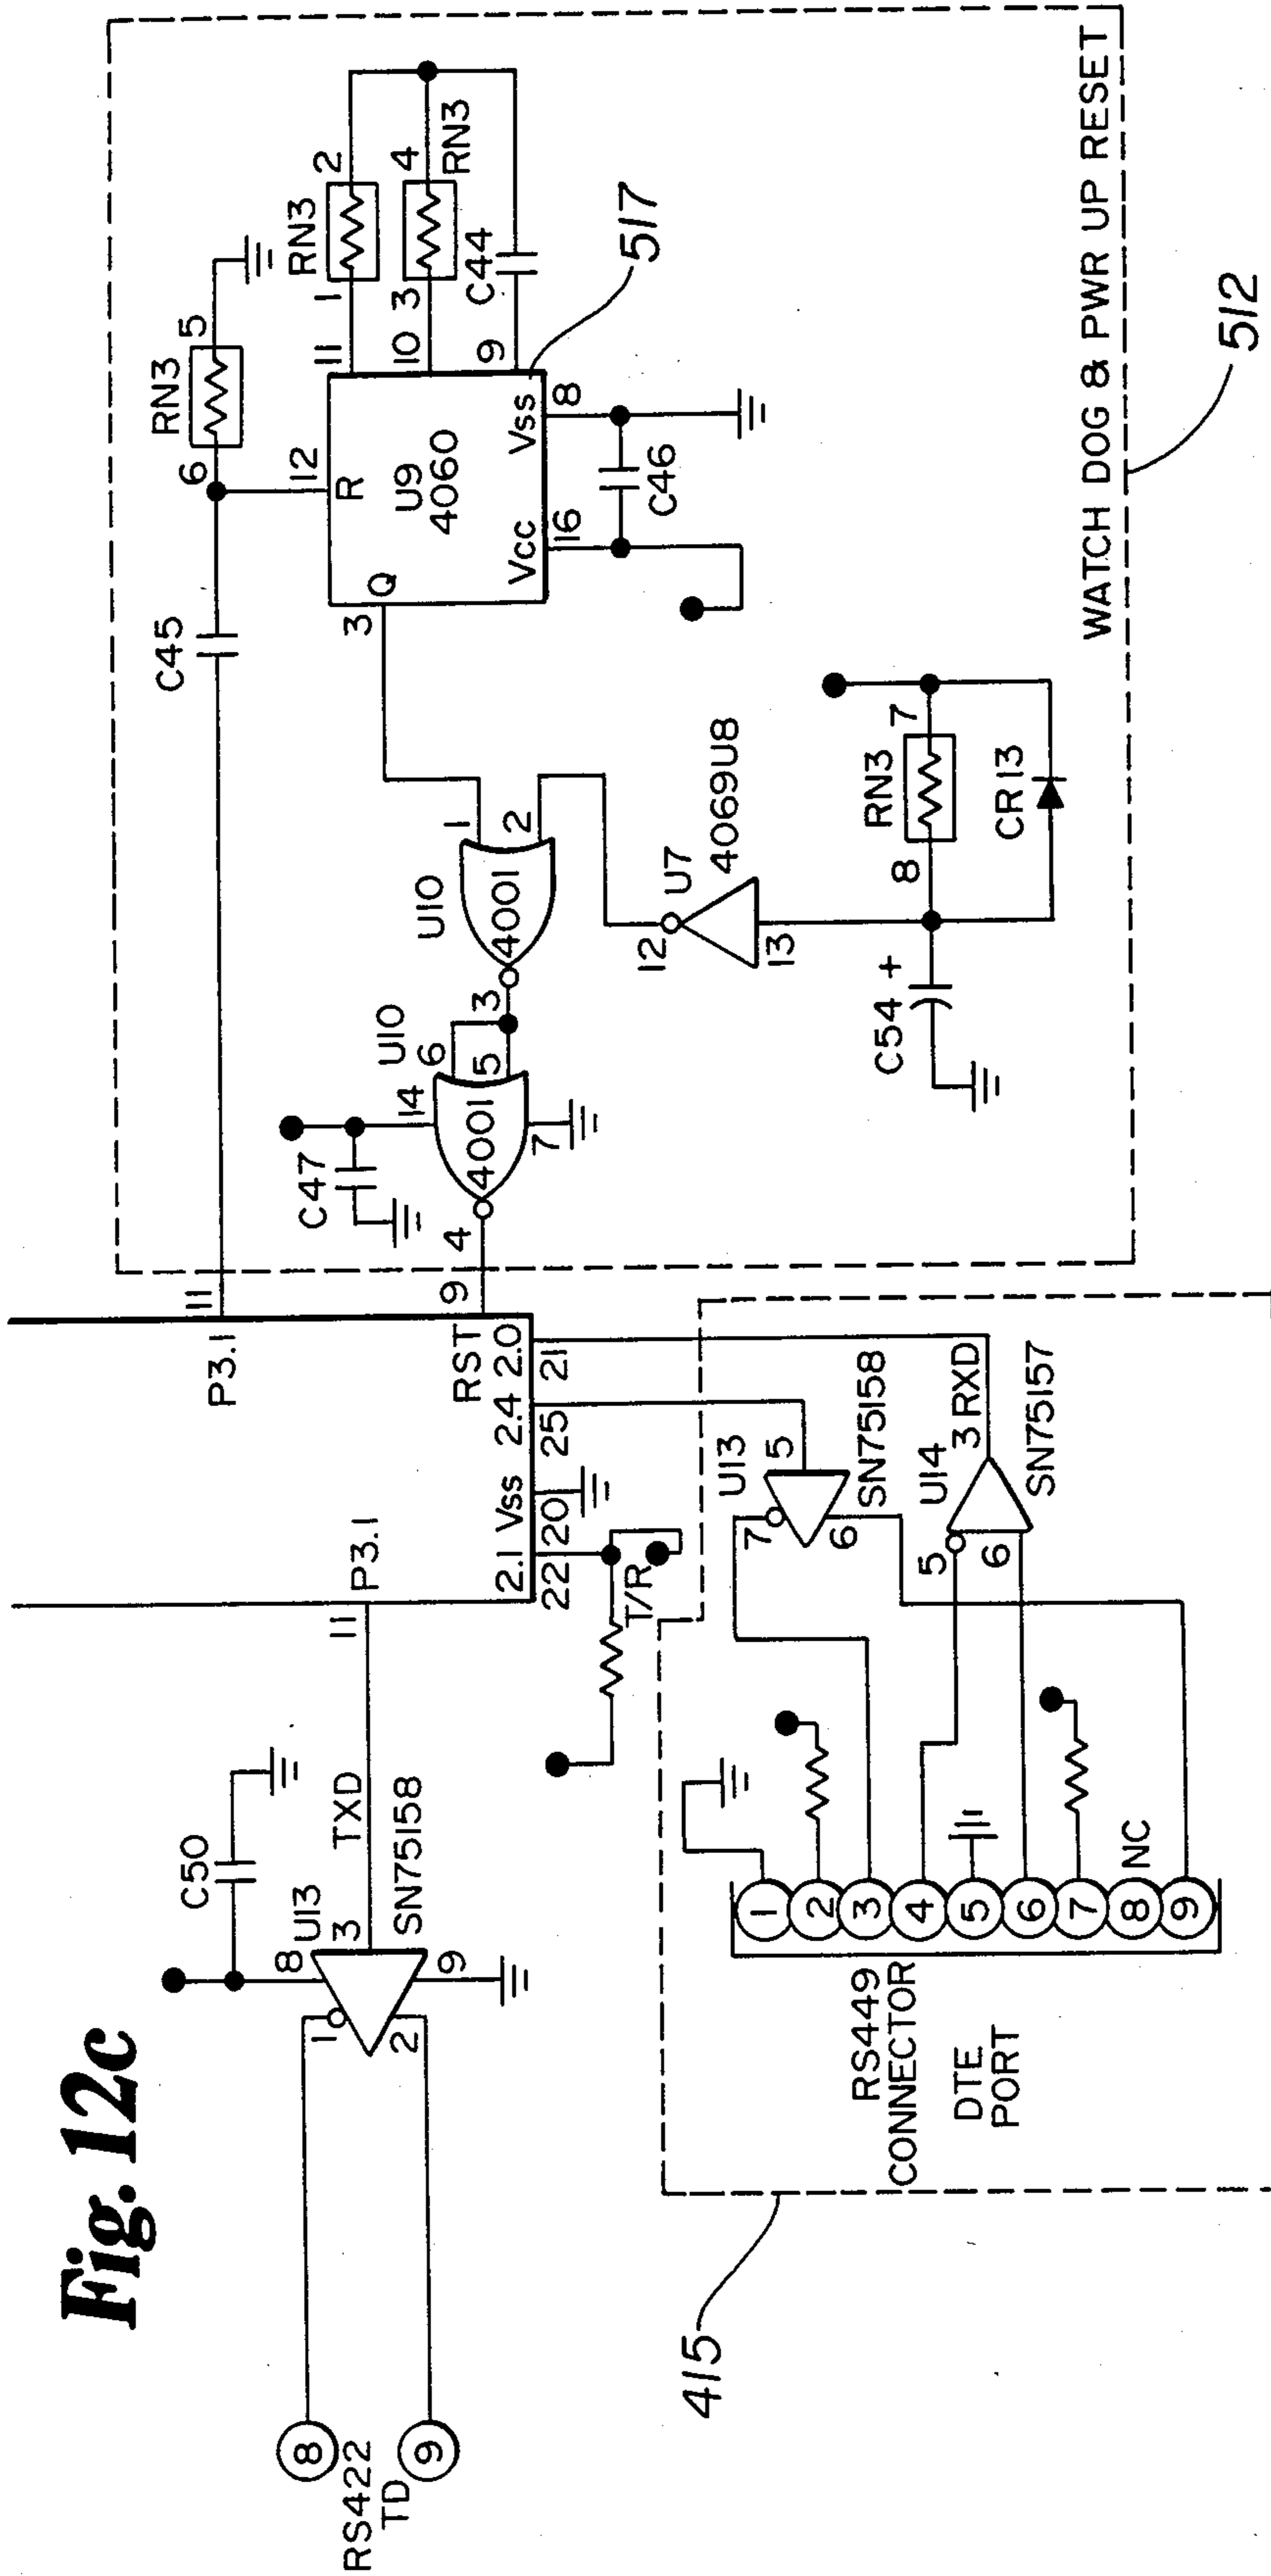 Fig. 12c
RS422
TD
8
9
1
2
8
3
9
U13
SN75158
C50
TXD
11
P3.1
P3.1
11
2.1
Vss
2.4
2.0
RST
22
20
25
21
9
T/R
C45
6
RN3
5
12
R
U9
4060
Q
3
11
10
9
Vcc
Vss
16
8
C46
1
RN3
2
3
4
RN3
C44
517
C47
4
14
7
4001
U10
6
5
3
4001
U10
1
2
12
U7
13
4069U8
C54
+
8
RN3
7
CR13
WATCH DOG & PWR UP RESET
512
415
RS449
CONNECTOR
DTE
PORT
1
2
3
4
5
6
7
8
9
NC
7
6
U13
5
SN75158
5
6
U14
3
RXD
SN75157